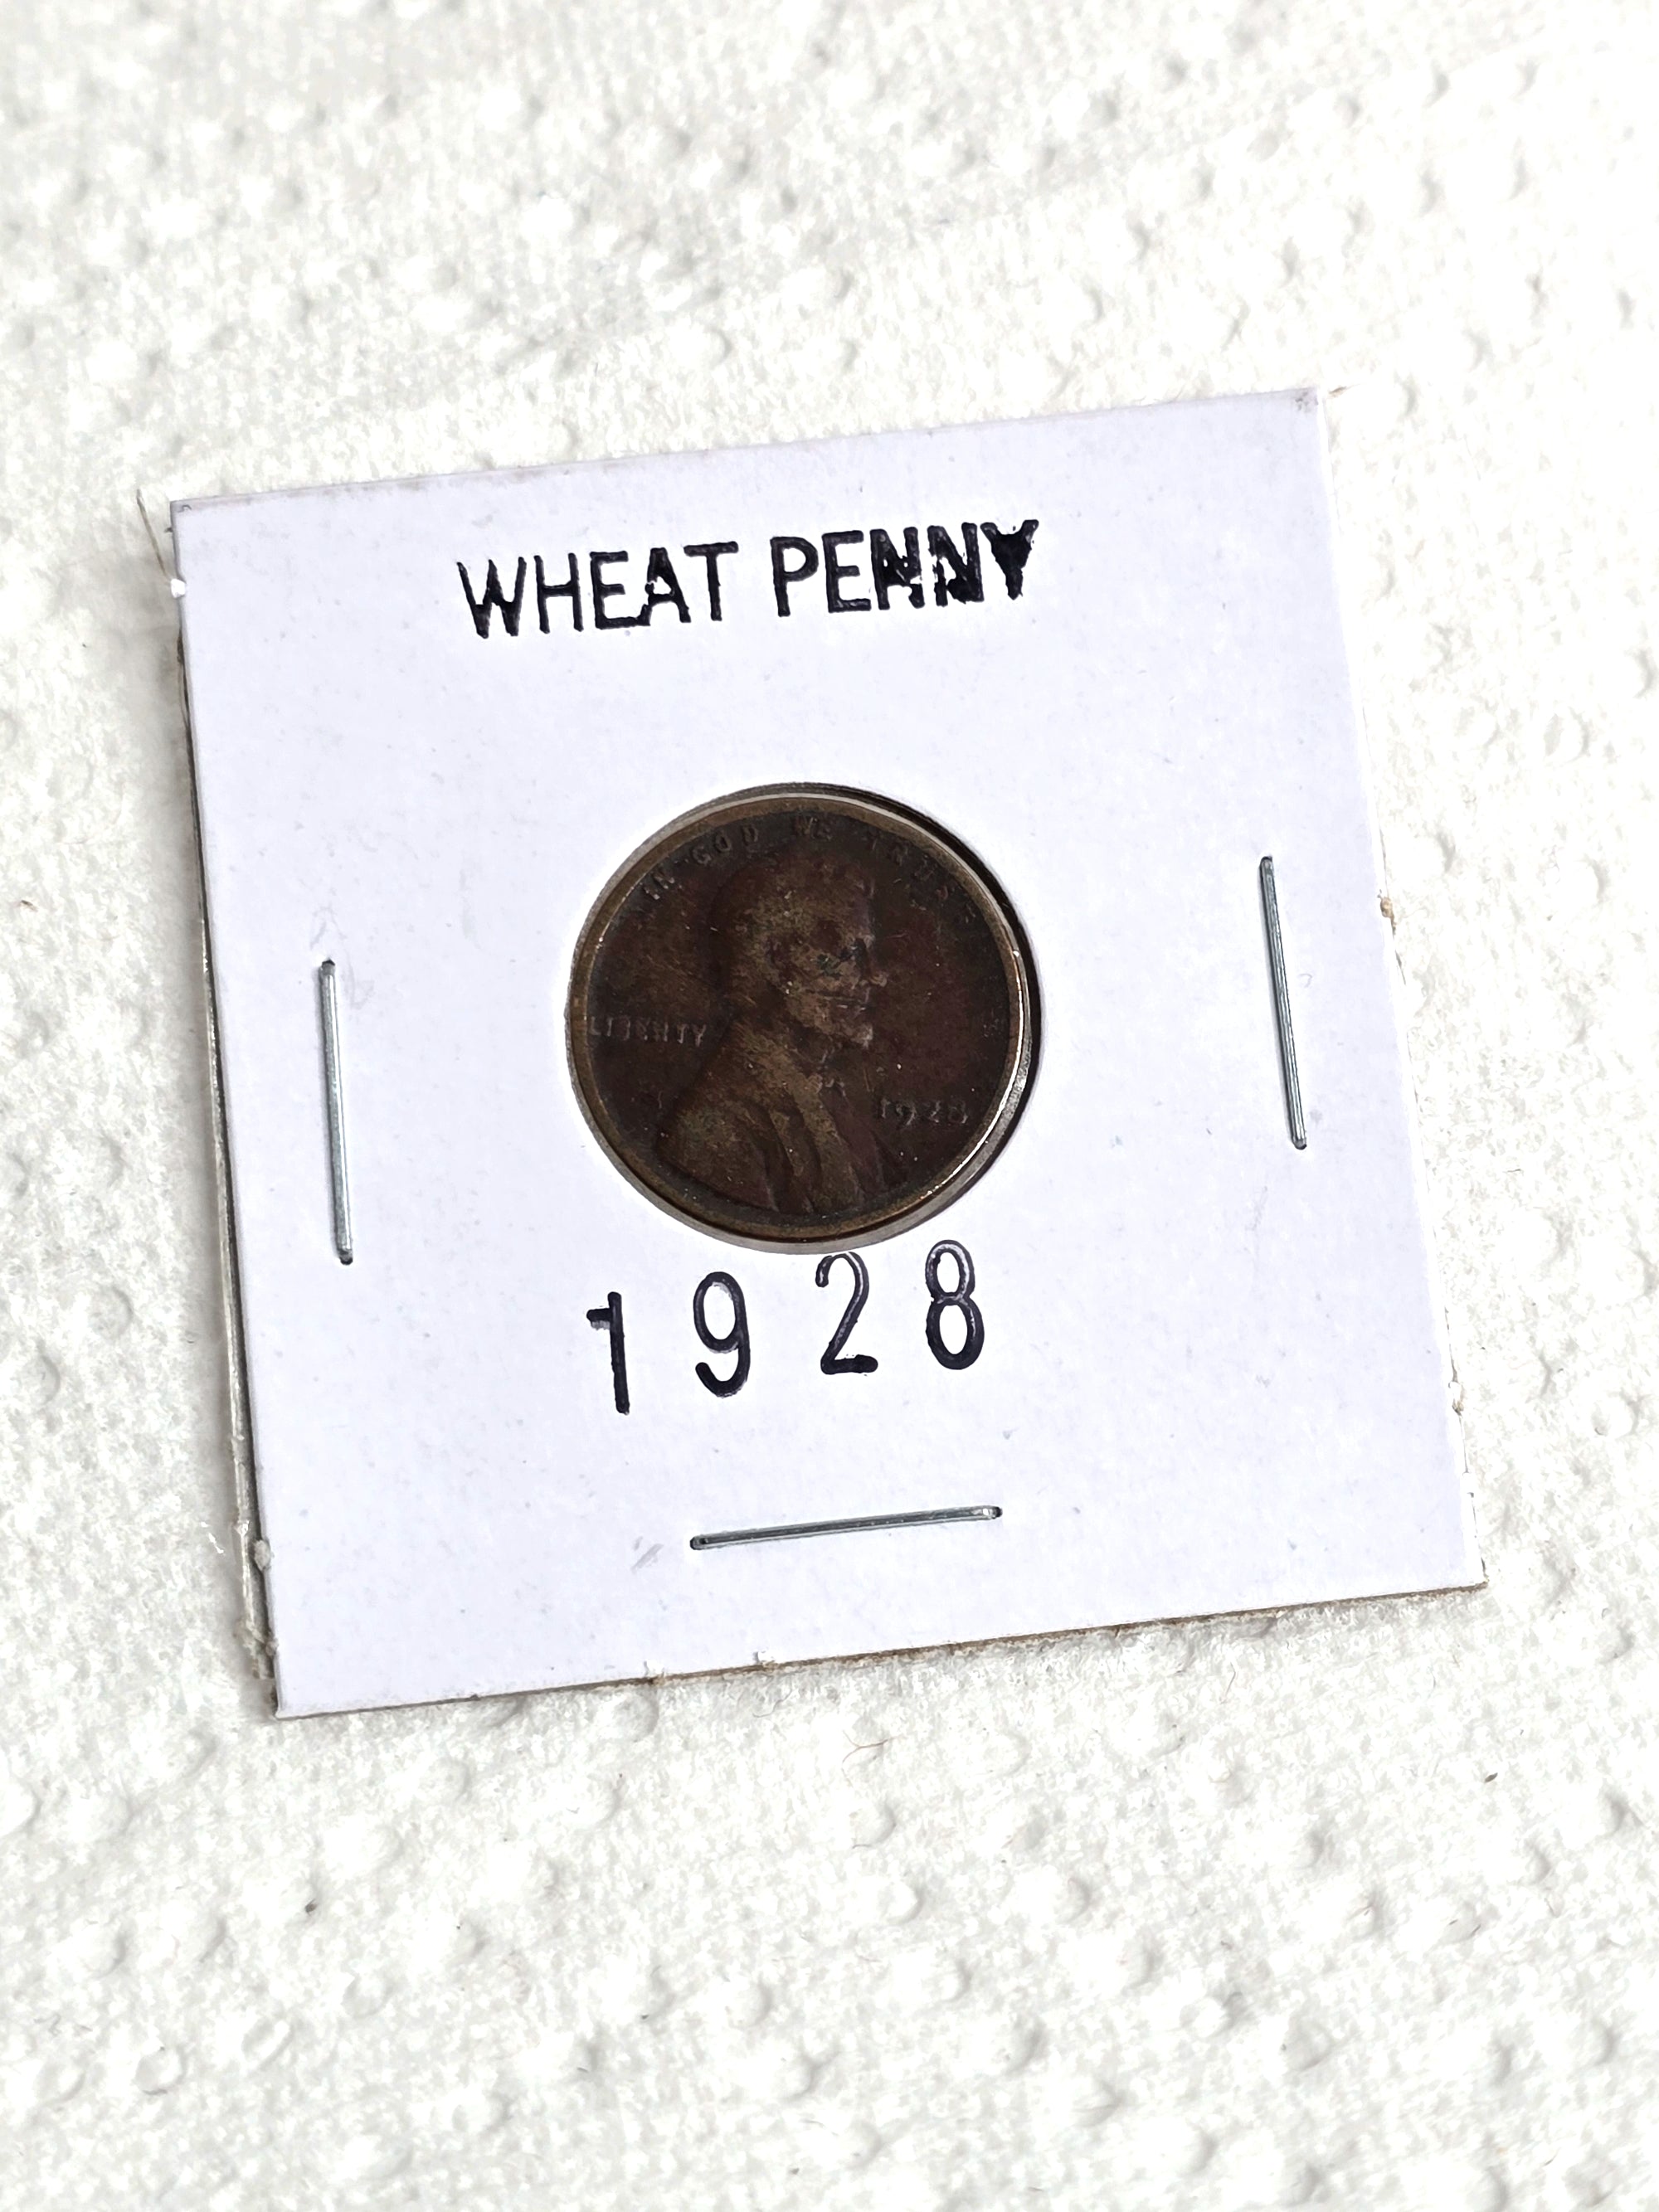 WHEAT PENNY
IN GOD WE TRUST
LIBERTY
1928
1928